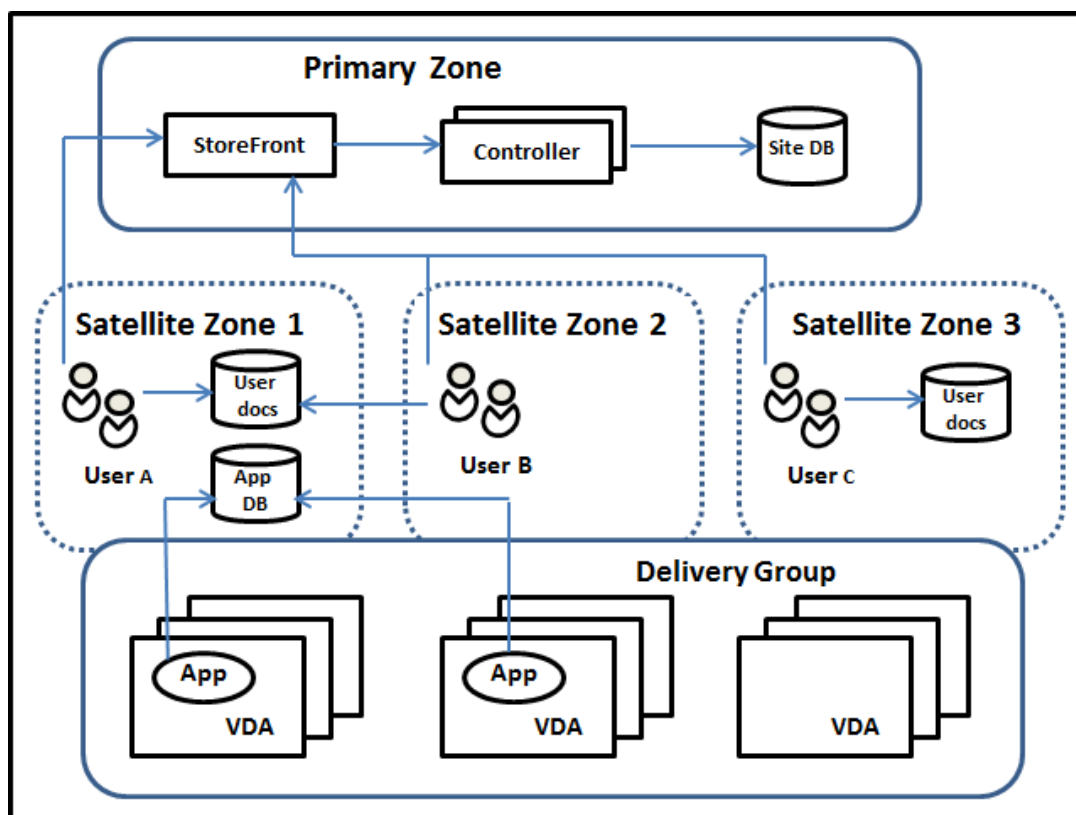 Primary Zone
StoreFront
Controller
Site DB
Satellite Zone 1
Satellite Zone 2
Satellite Zone 3
User
docs
User
docs
User A
User B
User C
App
DB
Delivery Group
App
VDA
App
VDA
VDA